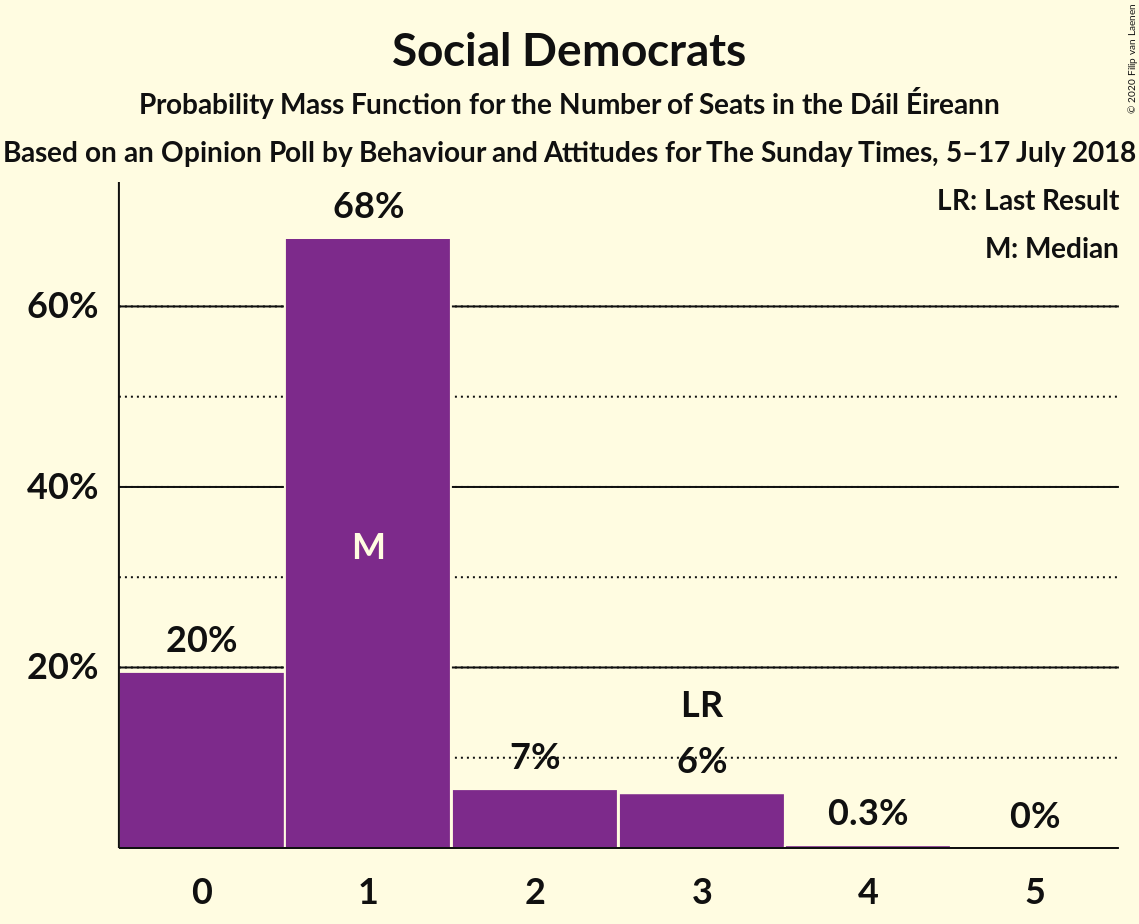 Social Democrats
Probability Mass Function for the Number of Seats in the Dáil Éireann
Based on an Opinion Poll by Behaviour and Attitudes for The Sunday Times, 5–17 July 2018
© 2020 Filip van Laenen
LR: Last Result
M: Median
68%
60%
40%
M
20%
20%
LR
7%
6%
0.3%
0%
0 1 2 3 4 5